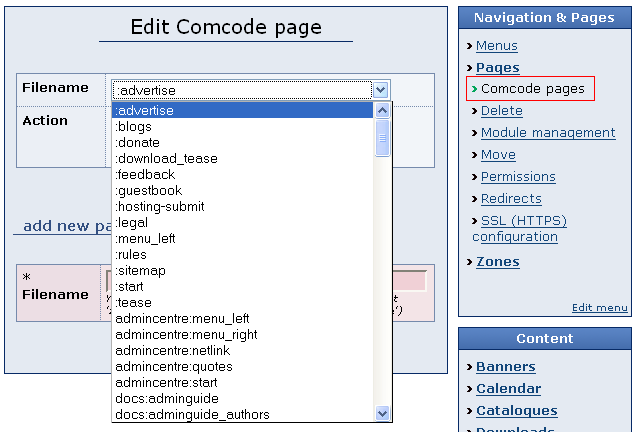 Edit Comcode page
Filename
:advertise
Action
:advertise
:blogs
:donate
:download_tease
:feedback
:guestbook
:hosting-submit
:legal
:menu_left
:rules
:sitemap
:start
:tease
admincentre:menu_left
admincentre:menu_right
admincentre:netlink
admincentre:quotes
admincentre:start
docs:adminguide
docs:adminguide_authors
add new pa
*
Filename
Navigation & Pages
Menus
Pages
Comcode pages
Delete
Module management
Move
Permissions
Redirects
SSL (HTTPS)
configuration
Zones
Edit menu
Content
Banners
Calendar
Catalogues
Downloads